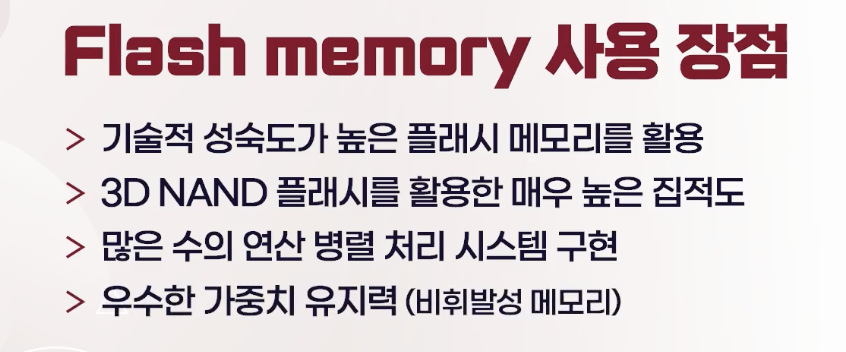 Flash memory 사용 장점
> 기술적 성숙도가 높은 플래시 메모리를 활용
> 3D NAND 플래시를 활용한 매우 높은 집적도
> 많은 수의 연산 병렬 처리 시스템 구현
> 우수한 가중치 유지력 (비휘발성 메모리)